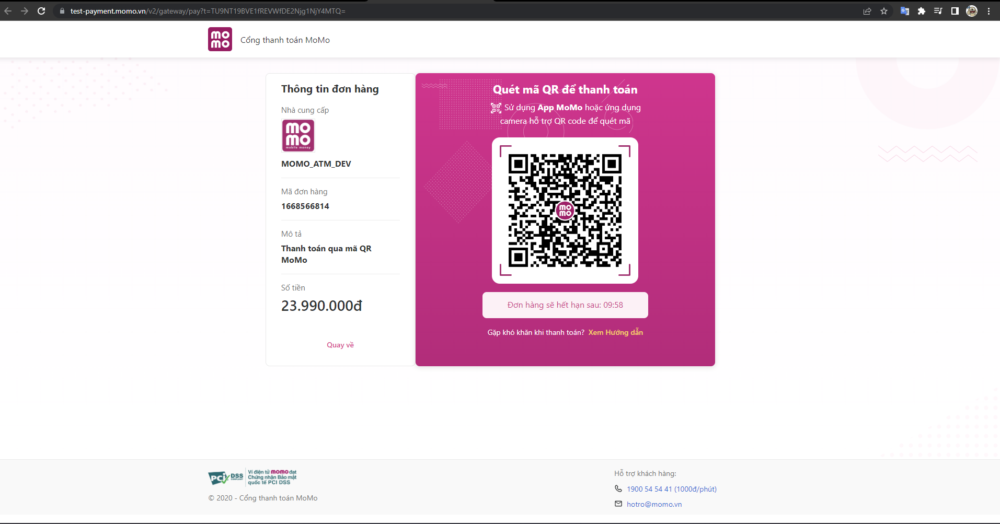 test-payment.momo.vn/v2/gateway/pay?t=TU9NT19BVE1fREVWfDE2Njg1NjY4MTQ=
mo
mo
Cổng thanh toán MoMo
Thông tin đơn hàng
Nhà cung cấp
mo
mo
mobile money
MOMO_ATM_DEV
Mã đơn hàng
1668566814
Mô tả
Thanh toán qua mã QR
MoMo
Số tiền
23.990.000đ
Quay về
Quét mã QR để thanh toán
Sử dụng App MoMo hoặc ứng dụng
camera hỗ trợ QR code để quét mã
mo
mo
Đơn hàng sẽ hết hạn sau: 09:58
Gặp khó khăn khi thanh toán? Xem Hướng dẫn
PCI DSS COMPLIANT
Ví điện tử momo đạt
Chứng nhận Bảo mật
quốc tế PCI DSS
© 2020 - Cổng thanh toán MoMo
Hỗ trợ khách hàng:
1900 54 54 41 (1000đ/phút)
hotro@momo.vn